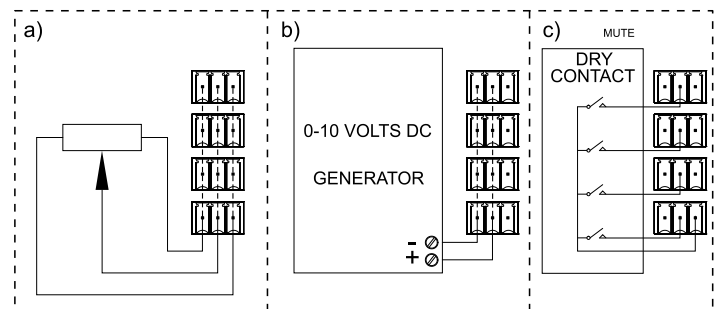 a)
b)
0-10 VOLTS DC
GENERATOR
-
+
c)
MUTE
DRY
CONTACT